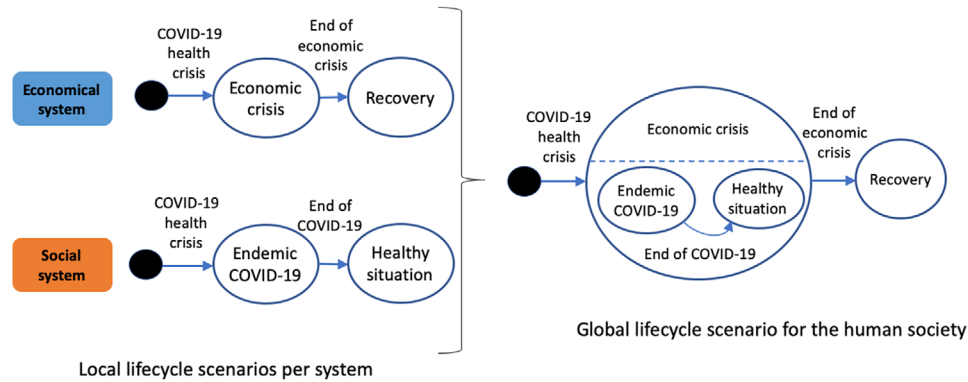 COVID-19
health
crisis
End of
economic
crisis
Economical
system
Economic
crisis
Recovery
COVID-19
health
crisis
End of
COVID-19
Social
system
Endemic
COVID-19
Healthy
situation
Local lifecycle scenarios per system
COVID-19
health
crisis
Economic crisis
Endemic
COVID-19
Healthy
situation
End of COVID-19
End of
economic
crisis
Recovery
Global lifecycle scenario for the human society